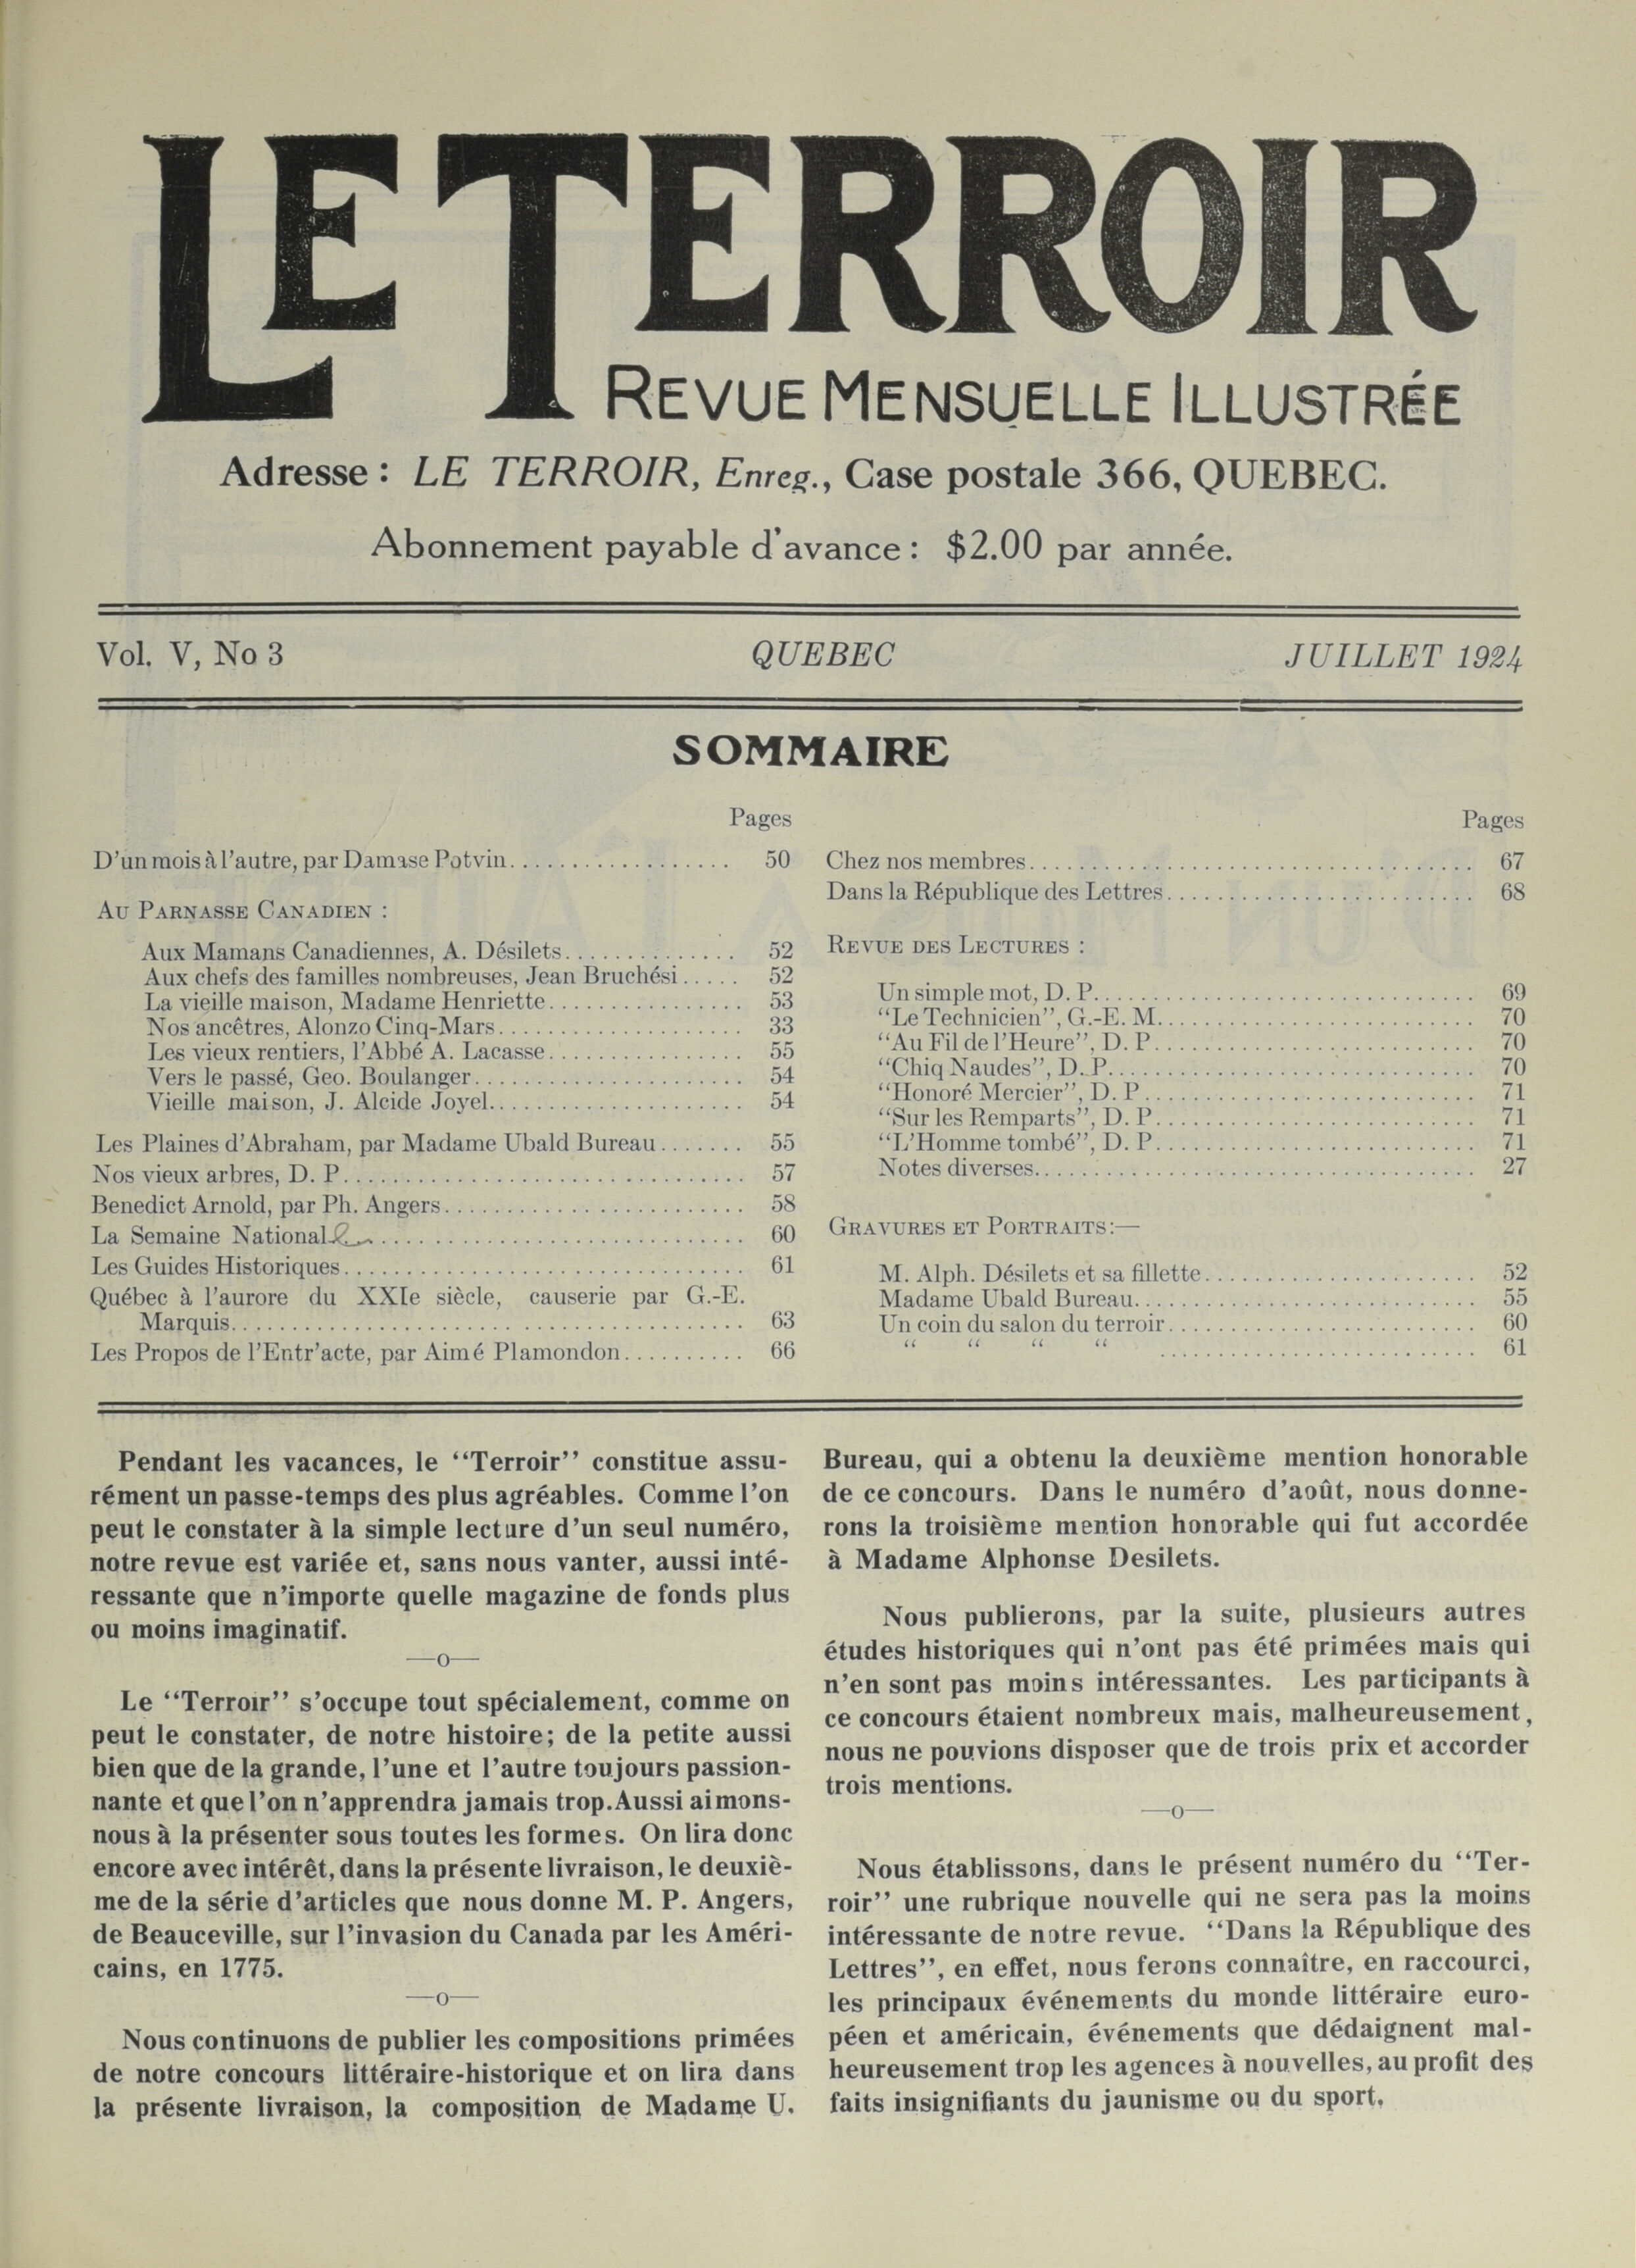 LE TERROIR
REVUE MENSUELLE ILLUSTRÉE
Adresse : LE TERROIR, Enreg., Case postale 366, QUEBEC.
Abonnement payable d'avance : $2.00 par année.
Vol. V, No 3 QUEBEC JUILLET 1924
SOMMAIRE
Pages
D'un mois à l'autre, par Damase Potvin. . . . . . . . . . . . . . . . . . . 50
AU PARNASSE CANADIEN :
Aux Mamans Canadiennes, A. Désilets. . . . . . . . . . . . . . 52
Aux chefs des familles nombreuses, Jean Bruchési . . . . . 52
La vieille maison, Madame Henriette. . . . . . . . . . . . . . . . 53
Nos ancêtres, Alonzo Cinq-Mars. . . . . . . . . . . . . . . . . . . . 33
Les vieux rentiers, l'Abbé A. Lacasse. . . . . . . . . . . . . . . . 55
Vers le passé, Geo. Boulanger. . . . . . . . . . . . . . . . . . . . . . 54
Vieille maison, J. Alcide Joyel. . . . . . . . . . . . . . . . . . . . . 54
Les Plaines d'Abraham, par Madame Ubald Bureau . . . . . . . 55
Nos vieux arbres, D. P. . . . . . . . . . . . . . . . . . . . . . . . . . . . . . . . 57
Benedict Arnold, par Ph. Angers. . . . . . . . . . . . . . . . . . . . . . . . 58
La Semaine Nationale. . . . . . . . . . . . . . . . . . . . . . . . . . . . . . 60
Les Guides Historiques. . . . . . . . . . . . . . . . . . . . . . . . . . . . . . . 61
Québec à l'aurore du XXIe siècle, causerie par G.-E.
Marquis. . . . . . . . . . . . . . . . . . . . . . . . . . . . . . . . . . . . . . . . 63
Les Propos de l'Entr'acte, par Aimé Plamondon. . . . . . . . . . 66
Pages
Chez nos membres. . . . . . . . . . . . . . . . . . . . . . . . . . . . . . . . . . . 67
Dans la République des Lettres. . . . . . . . . . . . . . . . . . . . . . . . 68
REVUE DES LECTURES :
Un simple mot, D. P. . . . . . . . . . . . . . . . . . . . . . . . . . . . . . . 69
“Le Technicien”, G.-E. M. . . . . . . . . . . . . . . . . . . . . . . . . . 70
“Au Fil de l'Heure”, D. P. . . . . . . . . . . . . . . . . . . . . . . . . . 70
“Chiq Naudes”, D. P. . . . . . . . . . . . . . . . . . . . . . . . . . . . . . 70
“Honoré Mercier”, D. P. . . . . . . . . . . . . . . . . . . . . . . . . . . 71
“Sur les Remparts”, D. P. . . . . . . . . . . . . . . . . . . . . . . . . . 71
“L'Homme tombé”, D. P. . . . . . . . . . . . . . . . . . . . . . . . . . 71
Notes diverses. . . . . . . . . . . . . . . . . . . . . . . . . . . . . . . . . . . 27
GRAVURES ET PORTRAITS:—
M. Alph. Désilets et sa fillette. . . . . . . . . . . . . . . . . . . . . . 52
Madame Ubald Bureau. . . . . . . . . . . . . . . . . . . . . . . . . . . 55
Un coin du salon du terroir. . . . . . . . . . . . . . . . . . . . . . . . 60
“ “ “ “ . . . . . . . . . . . . . . . . . . . . . . . . . . 61
Pendant les vacances, le “Terroir” constitue assu-
rément un passe-temps des plus agréables. Comme l'on
peut le constater à la simple lecture d'un seul numéro,
notre revue est variée et, sans nous vanter, aussi inté-
ressante que n'importe quelle magazine de fonds plus
ou moins imaginatif.
—o—
Le “Terroir” s'occupe tout spécialement, comme on
peut le constater, de notre histoire; de la petite aussi
bien que de la grande, l'une et l'autre toujours passion-
nante et que l'on n'apprendra jamais trop. Aussi aimons-
nous à la présenter sous toutes les formes. On lira donc
encore avec intérêt, dans la présente livraison, le deuxiè-
me de la série d'articles que nous donne M. P. Angers,
de Beauceville, sur l'invasion du Canada par les Améri-
cains, en 1775.
—o—
Nous continuons de publier les compositions primées
de notre concours littéraire-historique et on lira dans
la présente livraison, la composition de Madame U.
Bureau, qui a obtenu la deuxième mention honorable
de ce concours. Dans le numéro d'août, nous donne-
rons la troisième mention honorable qui fut accordée
à Madame Alphonse Desilets.
Nous publierons, par la suite, plusieurs autres
études historiques qui n'ont pas été primées mais qui
n'en sont pas moins intéressantes. Les participants à
ce concours étaient nombreux mais, malheureusement,
nous ne pouvions disposer que de trois prix et accorder
trois mentions.
—o—
Nous établissons, dans le présent numéro du “Ter-
roir” une rubrique nouvelle qui ne sera pas la moins
intéressante de notre revue. “Dans la République des
Lettres”, en effet, nous ferons connaître, en raccourci,
les principaux événements du monde littéraire euro-
péen et américain, événements que dédaignent mal-
heureusement trop les agences à nouvelles, au profit des
faits insignifiants du jaunisme ou du sport.